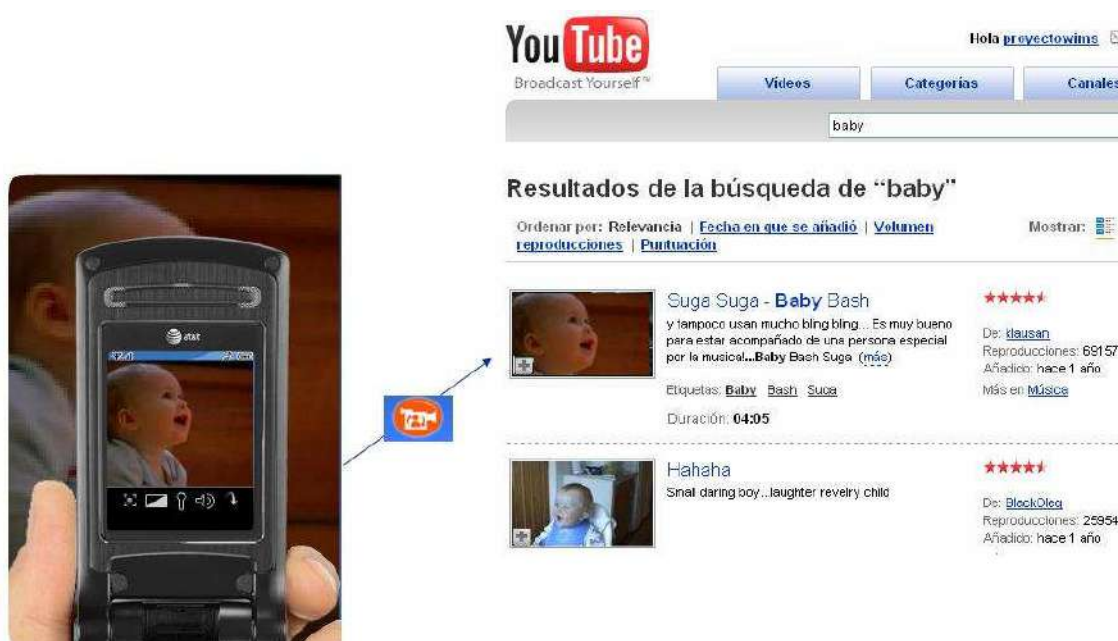 You Tube
Broadcast Yourself™
Hola proyectowims
Vídeos
Categorías
Canales
baby
Resultados de la búsqueda de “baby”
Ordenar por: Relevancia | Fecha en que se añadió | Volumen
reproducciones | Puntuación
Mostrar:
Suga Suga - Baby Bash
y tampoco usan mucho bling bling... Es muy bueno
para estar acompañado de una persona especial
por la musica!...Baby Bash Suga (más)
Etiquetas: Baby Bash Suga
Duración: 04:05
De: klausan
Reproducciones: 69157
Añadido: hace 1 año
Más en Música
Hahaha
Small daring boy...laughter revelry child
De: BlackOleg
Reproducciones: 25954
Añadido: hace 1 año
at&t